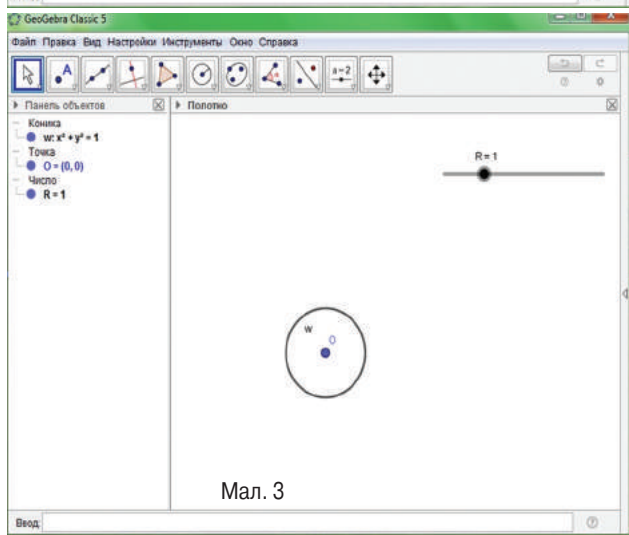 GeoGebra Classic 5
Файл Правка Вид Настройки Инструменты Окно Справка
A
a=2
Панель объектов
Полотно
Коника
w: x² + y² = 1
Точка
O = (0, 0)
Число
R = 1
R = 1
w
O
Мал. 3
Ввод: